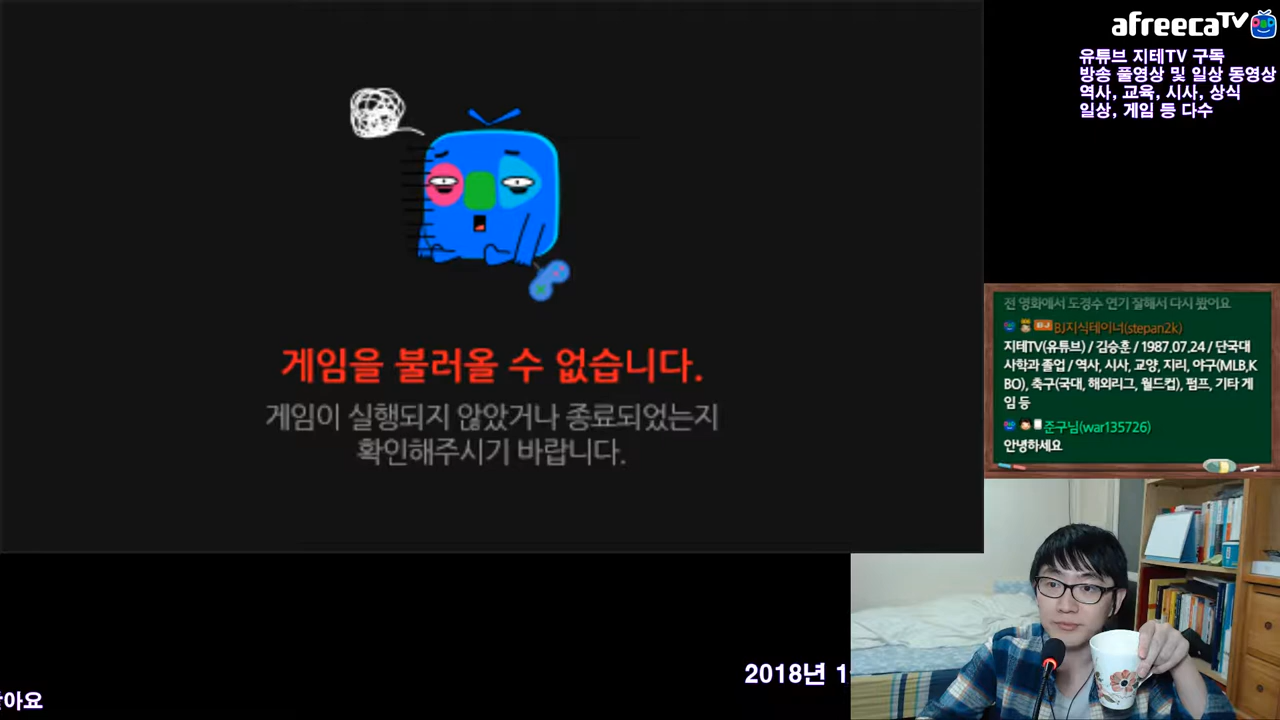 afreecaTV
유튜브 지테TV 구독
방송 풀영상 및 일상 동영상
역사, 교육, 시사, 상식
일상, 게임 등 다수
게임을 불러올 수 없습니다.
게임이 실행되지 않았거나 종료되었는지
확인해주시기 바랍니다.
전 영화에서 도경수 연기 잘해서 다시 봤어요
BJ BJ지식테이너(stepan2k)
지테TV(유튜브) / 김승훈 / 1987.07.24 / 단국대
사학과 졸업 / 역사, 시사, 교양, 지리, 야구(MLB,K
BO), 축구(국대, 해외리그, 월드컵), 펌프, 기타 게
임 등
준구님(war135726)
안녕하세요
2018년 1
아요